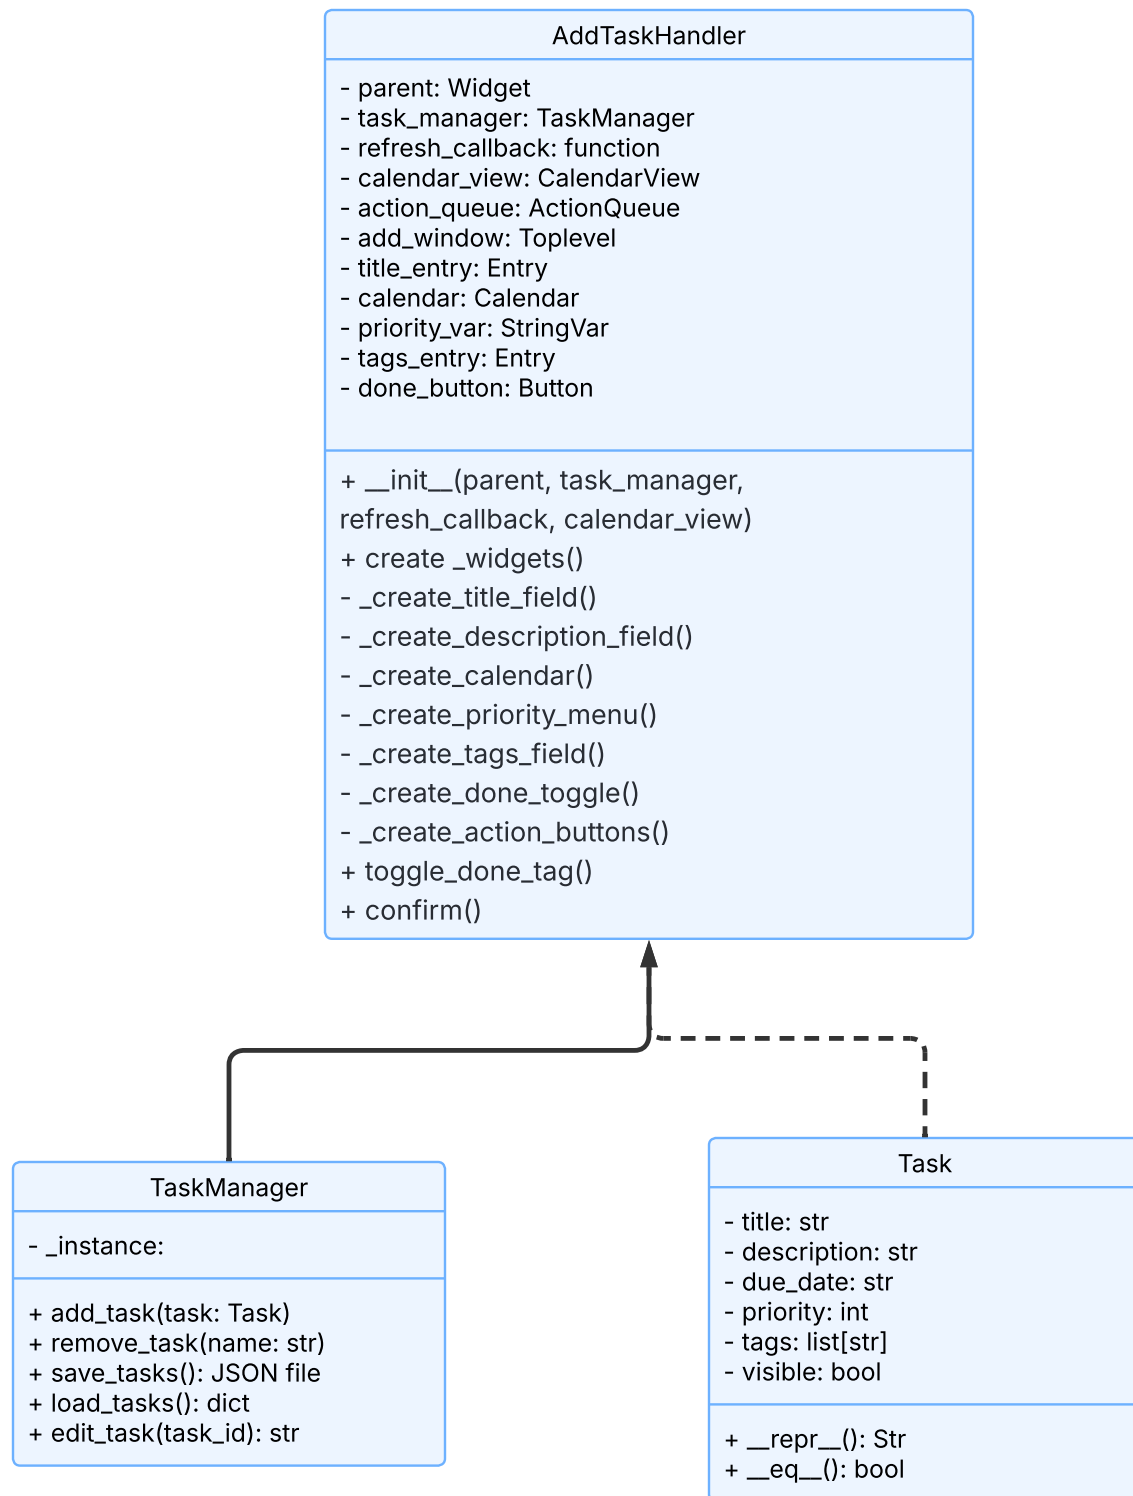 AddTaskHandler
- parent: Widget
- task_manager: TaskManager
- refresh_callback: function
- calendar_view: CalendarView
- action_queue: ActionQueue
- add_window: Toplevel
- title_entry: Entry
- calendar: Calendar
- priority_var: StringVar
- tags_entry: Entry
- done_button: Button
+ __init__(parent, task_manager,
refresh_callback, calendar_view)
+ create _widgets()
- _create_title_field()
- _create_description_field()
- _create_calendar()
- _create_priority_menu()
- _create_tags_field()
- _create_done_toggle()
- _create_action_buttons()
+ toggle_done_tag()
+ confirm()
TaskManager
- _instance:
+ add_task(task: Task)
+ remove_task(name: str)
+ save_tasks(): JSON file
+ load_tasks(): dict
+ edit_task(task_id): str
Task
- title: str
- description: str
- due_date: str
- priority: int
- tags: list[str]
- visible: bool
+ __repr__(): Str
+ __eq__(): bool